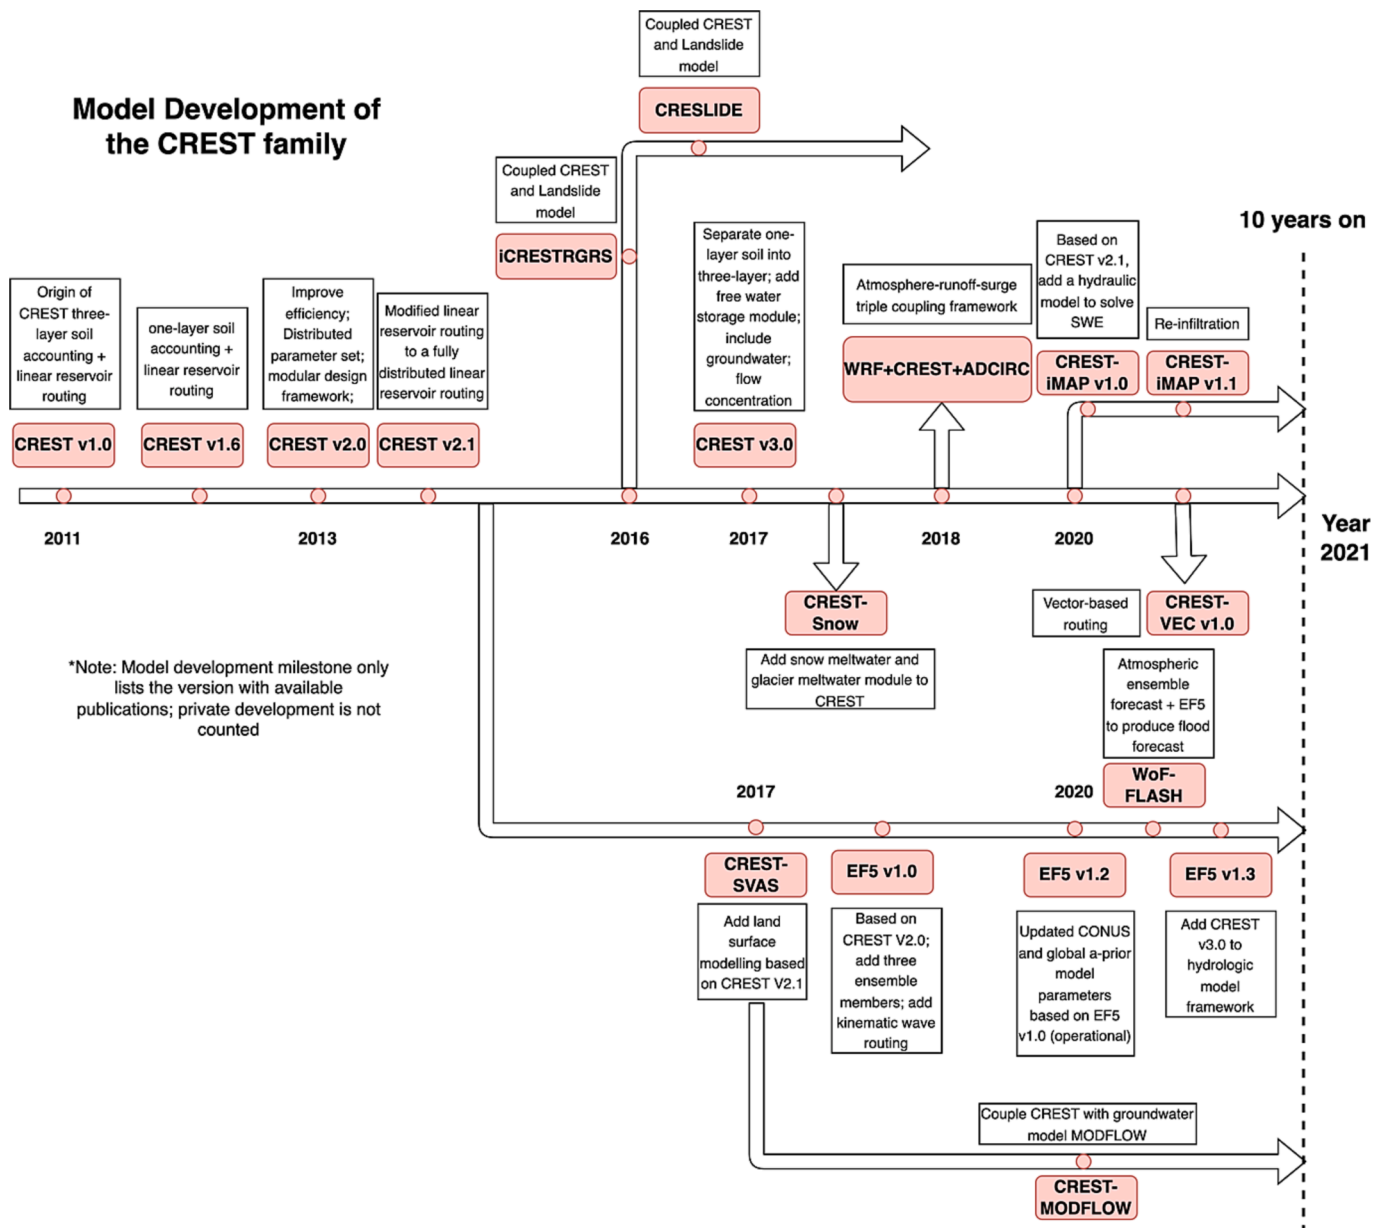 Model Development of
the CREST family
Coupled CREST
and Landslide
model
CRESLIDE
Coupled CREST
and Landslide
model
iCRESTRGRS
10 years on
Origin of
CREST three-
layer soil
accounting +
linear reservoir
routing
CREST v1.0
one-layer soil
accounting +
linear reservoir
routing
CREST v1.6
Improve
efficiency;
Distributed
parameter set;
modular design
framework;
CREST v2.0
Modified linear
reservoir routing
to a fully
distributed linear
reservoir routing
CREST v2.1
Separate one-
layer soil into
three-layer; add
free water
storage module;
include
groundwater;
flow
concentration
CREST v3.0
Atmosphere-runoff-surge
triple coupling framework
WRF+CREST+ADCIRC
Based on
CREST v2.1,
add a hydraulic
model to solve
SWE
CREST-
iMAP v1.0
Re-infiltration
CREST-
iMAP v1.1
2011
2013
2016
2017
2018
2020
Year
2021
CREST-
Snow
Add snow meltwater and
glacier meltwater module to
CREST
Vector-based
routing
CREST-
VEC v1.0
*Note: Model development milestone only
lists the version with available
publications; private development is not
counted
Atmospheric
ensemble
forecast + EF5
to produce flood
forecast
WoF-
FLASH
2017
2020
CREST-
SVAS
Add land
surface
modelling based
on CREST V2.1
EF5 v1.0
Based on
CREST V2.0;
add three
ensemble
members; add
kinematic wave
routing
EF5 v1.2
Updated CONUS
and global a-prior
model
parameters
based on EF5
v1.0 (operational)
EF5 v1.3
Add CREST
v3.0 to
hydrologic
model
framework
Couple CREST with groundwater
model MODFLOW
CREST-
MODFLOW